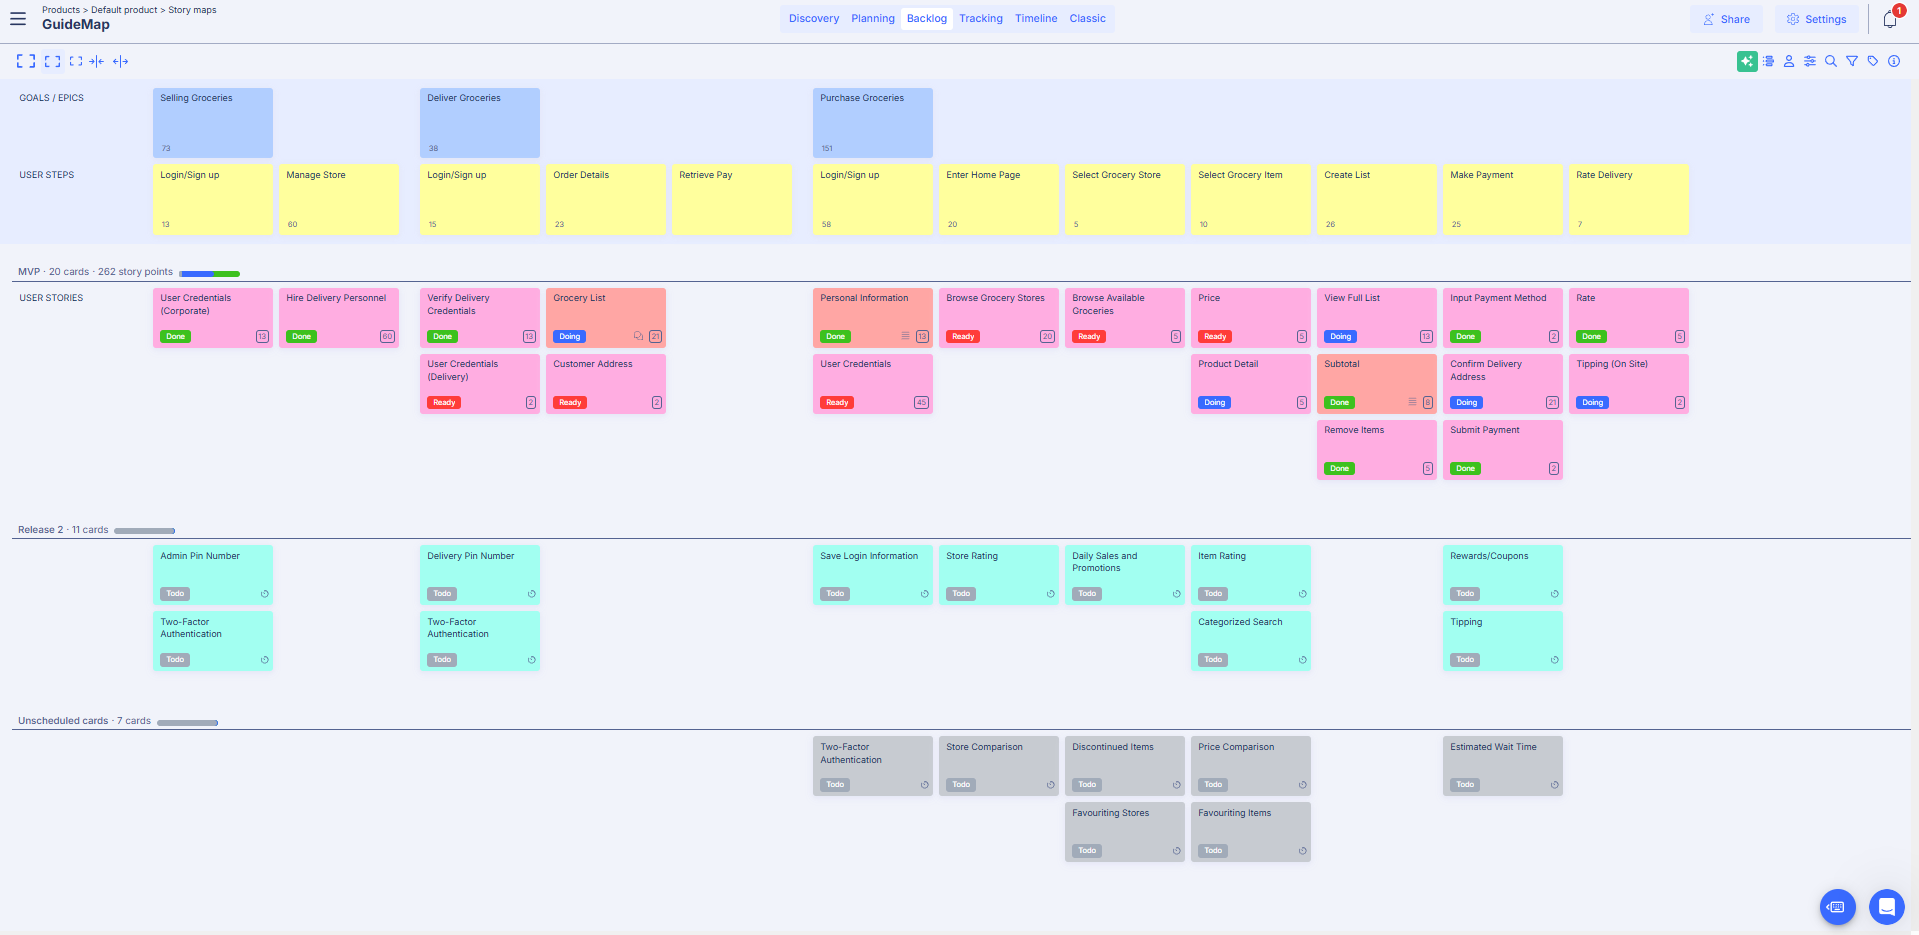 Products > Default product > Story maps
GuideMap
Discovery
Planning
Backlog
Tracking
Timeline
Classic
Share
Settings
1
GOALS / EPICS
Selling Groceries
73
Deliver Groceries
38
Purchase Groceries
151
USER STEPS
Login/Sign up
13
Manage Store
60
Login/Sign up
15
Order Details
23
Retrieve Pay
Login/Sign up
58
Enter Home Page
20
Select Grocery Store
5
Select Grocery Item
10
Create List
26
Make Payment
25
Rate Delivery
7
MVP · 20 cards · 262 story points
USER STORIES
User Credentials
(Corporate)
Done
13
Hire Delivery Personnel
Done
60
Verify Delivery
Credentials
Done
13
Grocery List
Doing
21
Personal Information
Done
13
Browse Grocery Stores
Ready
20
Browse Available
Groceries
Ready
5
Price
Ready
5
View Full List
Doing
13
Input Payment Method
Done
2
Rate
Done
5
User Credentials
(Delivery)
Ready
2
Customer Address
Ready
2
User Credentials
Ready
45
Product Detail
Doing
5
Subtotal
Done
8
Confirm Delivery
Address
Doing
21
Tipping (On Site)
Doing
2
Remove Items
Done
5
Submit Payment
Done
2
Release 2 · 11 cards
Admin Pin Number
Todo
Delivery Pin Number
Todo
Save Login Information
Todo
Store Rating
Todo
Daily Sales and
Promotions
Todo
Item Rating
Todo
Rewards/Coupons
Todo
Two-Factor
Authentication
Todo
Two-Factor
Authentication
Todo
Categorized Search
Todo
Tipping
Todo
Unscheduled cards · 7 cards
Two-Factor
Authentication
Todo
Store Comparison
Todo
Discontinued Items
Todo
Price Comparison
Todo
Estimated Wait Time
Todo
Favouriting Stores
Todo
Favouriting Items
Todo